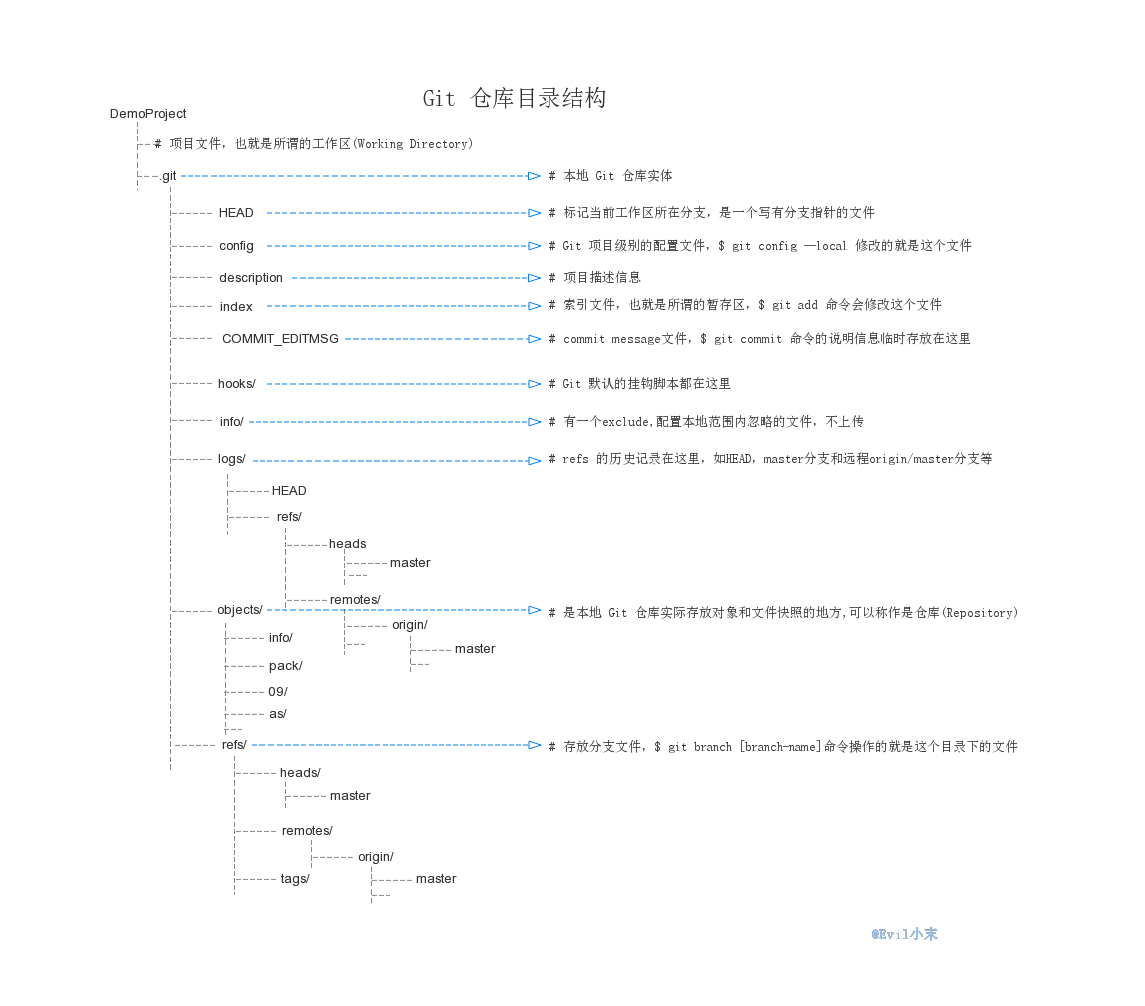 Git 仓库目录结构
DemoProject
# 项目文件，也就是所谓的工作区(Working Directory)
.git # 本地 Git 仓库实体
HEAD # 标记当前工作区所在分支，是一个写有分支指针的文件
config # Git 项目级别的配置文件，$ git config —local 修改的就是这个文件
description # 项目描述信息
index # 索引文件，也就是所谓的暂存区，$ git add 命令会修改这个文件
COMMIT_EDITMSG # commit message文件，$ git commit 命令的说明信息临时存放在这里
hooks/ # Git 默认的挂钩脚本都在这里
info/ # 有一个exclude,配置本地范围内忽略的文件，不上传
logs/ # refs 的历史记录在这里，如HEAD，master分支和远程origin/master分支等
HEAD
refs/
heads
master
remotes/
objects/ # 是本地 Git 仓库实际存放对象和文件快照的地方,可以称作是仓库(Repository)
origin/
info/
master
pack/
09/
as/
refs/ # 存放分支文件，$ git branch [branch-name]命令操作的就是这个目录下的文件
heads/
master
remotes/
origin/
tags/
master
@Evil小末